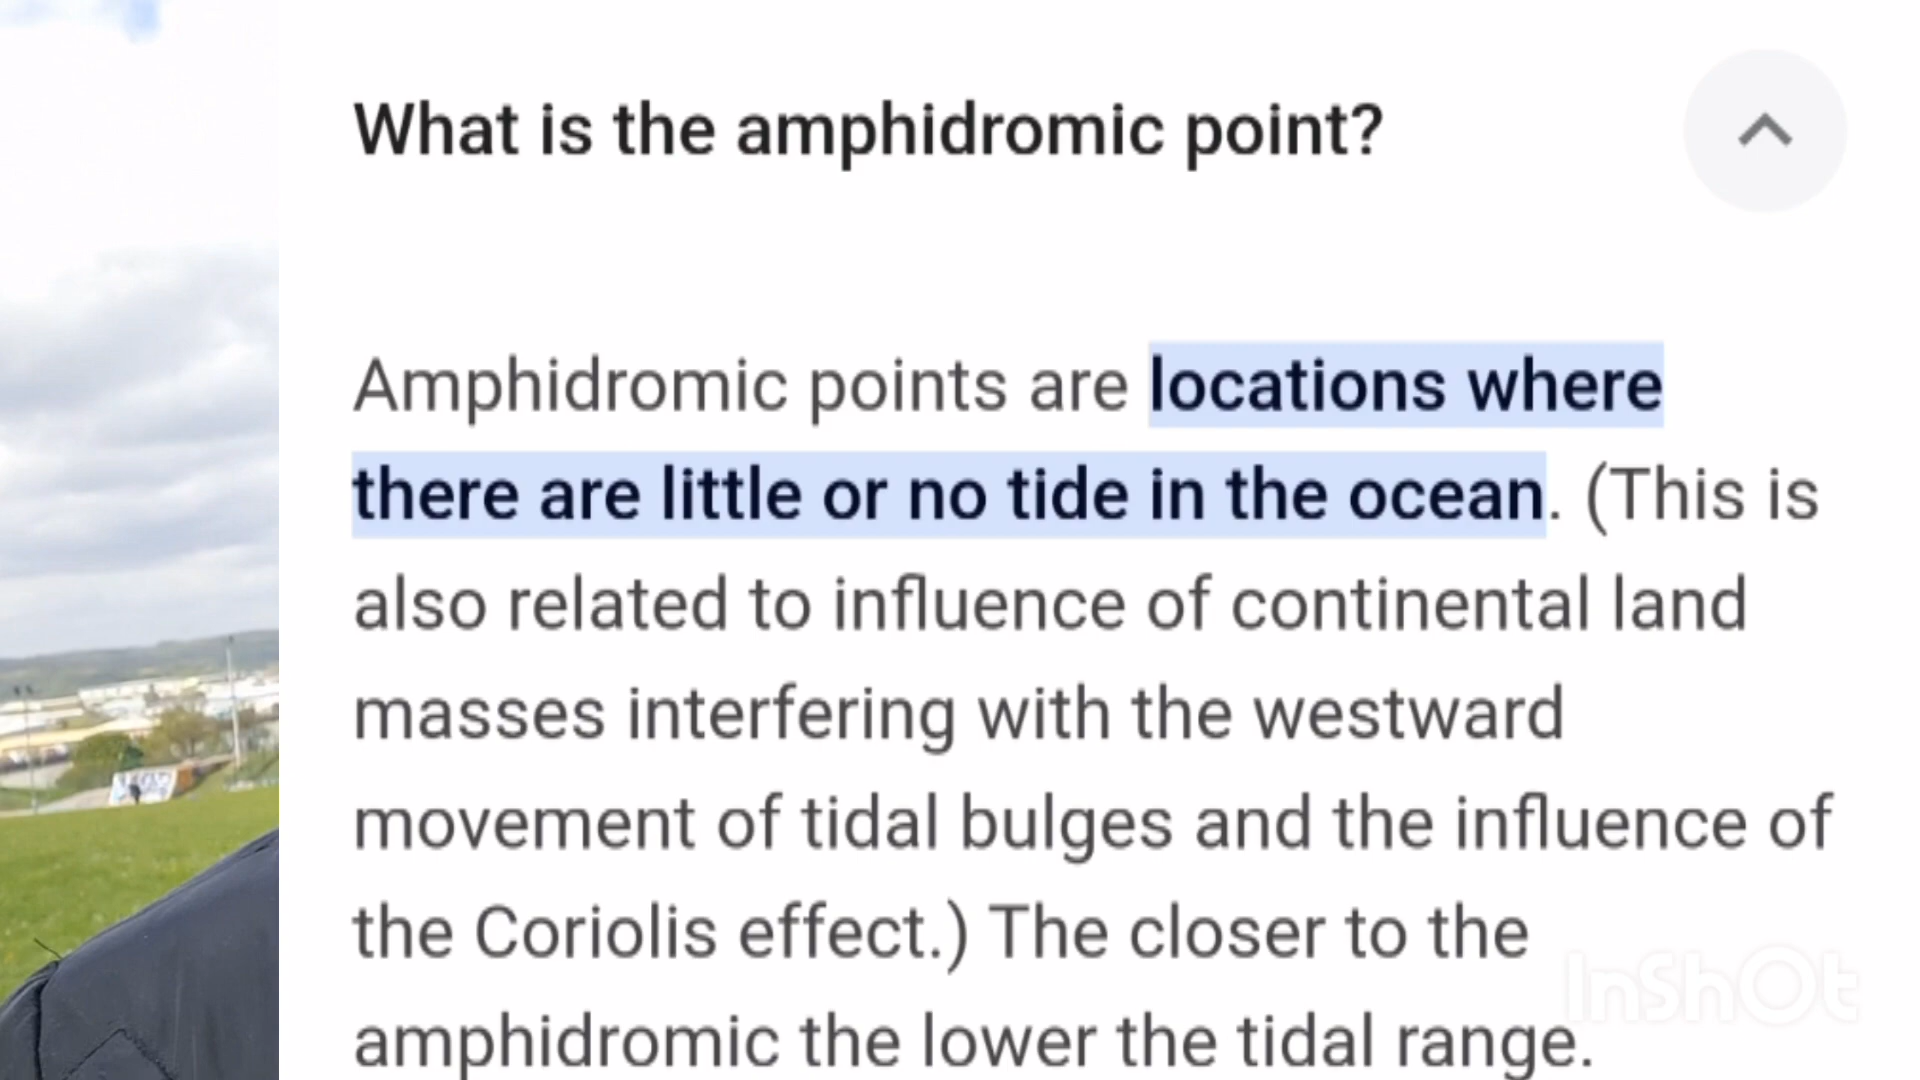 What is the amphidromic point?
Amphidromic points are locations where
there are little or no tide in the ocean. (This is
also related to influence of continental land
masses interfering with the westward
movement of tidal bulges and the influence of
the Coriolis effect.) The closer to the
amphidromic the lower the tidal range.
InShOt